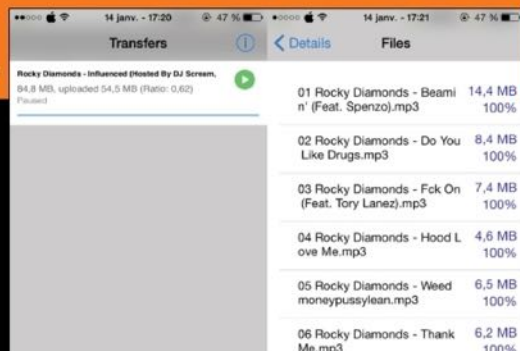 14 janv. - 17:20
47 %
Transfers
Rocky Diamonds - Influenced (Hosted By DJ Scream,
84,8 MB, uploaded 54,5 MB (Ratio: 0,62)
Paused
14 janv. - 17:21
47 %
Details
Files
01 Rocky Diamonds - Beami
n' (Feat. Spenzo).mp3
14,4 MB
100%
02 Rocky Diamonds - Do You
Like Drugs.mp3
8,4 MB
100%
03 Rocky Diamonds - Fck On
(Feat. Tory Lanez).mp3
7,4 MB
100%
04 Rocky Diamonds - Hood L
ove Me.mp3
4,6 MB
100%
05 Rocky Diamonds - Weed
moneypussylean.mp3
6,5 MB
100%
06 Rocky Diamonds - Thank
Me.mp3
6,2 MB
100%